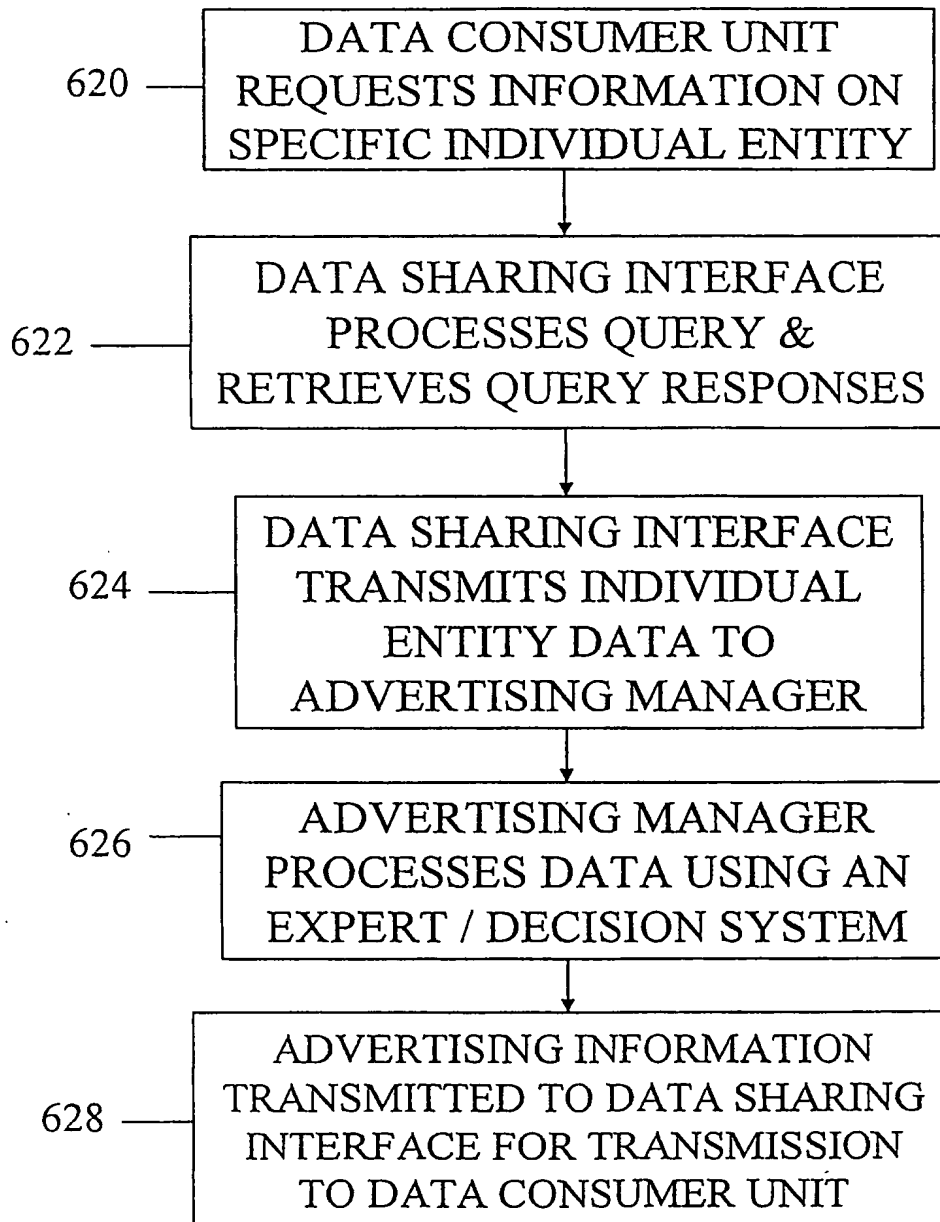 DATA CONSUMER UNIT
620
REQUESTS INFORMATION ON
SPECIFIC INDIVIDUAL ENTITY
DATA SHARING INTERFACE
622
PROCESSES QUERY &
RETRIEVES QUERY RESPONSES
DATA SHARING INTERFACE
624
TRANSMITS INDIVIDUAL
ENTITY DATA TO
ADVERTISING MANAGER
ADVERTISING MANAGER
626
PROCESSES DATA USING AN
EXPERT / DECISION SYSTEM
ADVERTISING INFORMATION
628
TRANSMITTED TO DATA SHARING
INTERFACE FOR TRANSMISSION
TO DATA CONSUMER UNIT